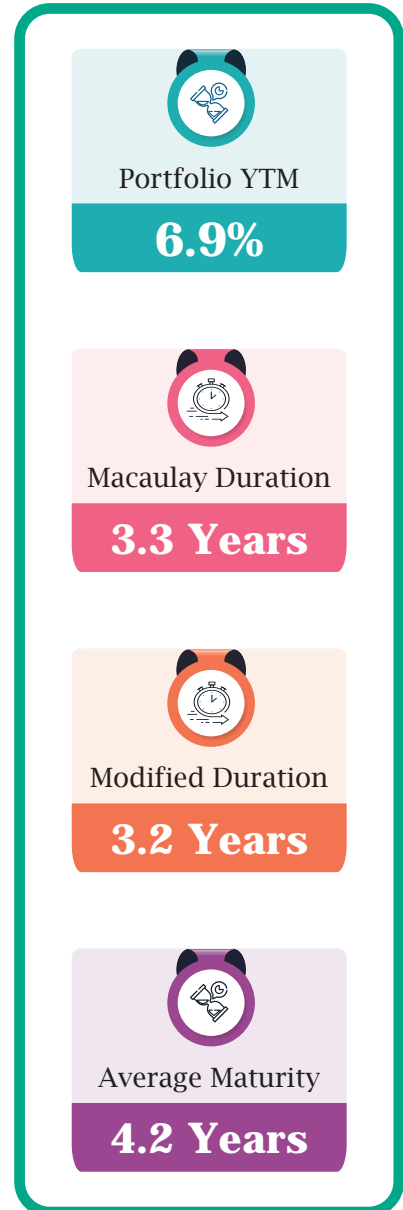 Portfolio YTM
6.9%
Macaulay Duration
3.3 Years
Modified Duration
3.2 Years
Average Maturity
4.2 Years